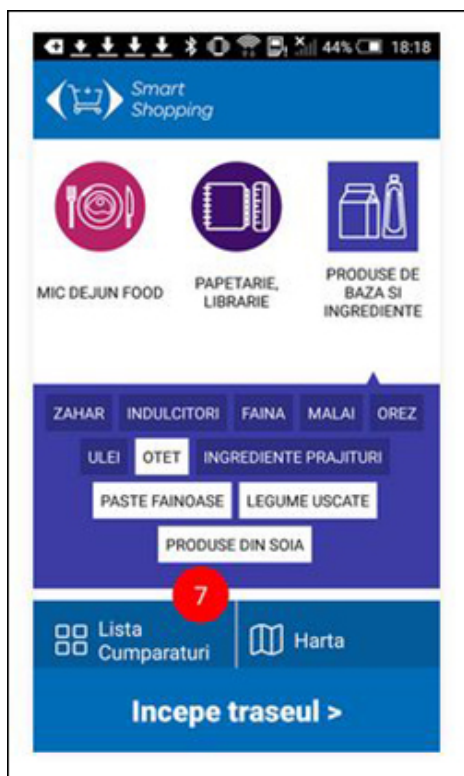 44% 18:18
Smart
Shopping
MIC DEJUN FOOD
PAPETARIE,
LIBRARIE
PRODUSE DE
BAZA SI
INGREDIENTE
ZAHAR INDULCITORI FAINA MALAI OREZ
ULEI OTET INGREDIENTE PRAJITURI
PASTE FAINOASE LEGUME USCATE
PRODUSE DIN SOIA
7
Lista
Cumparaturi
Harta
Incepe traseul >